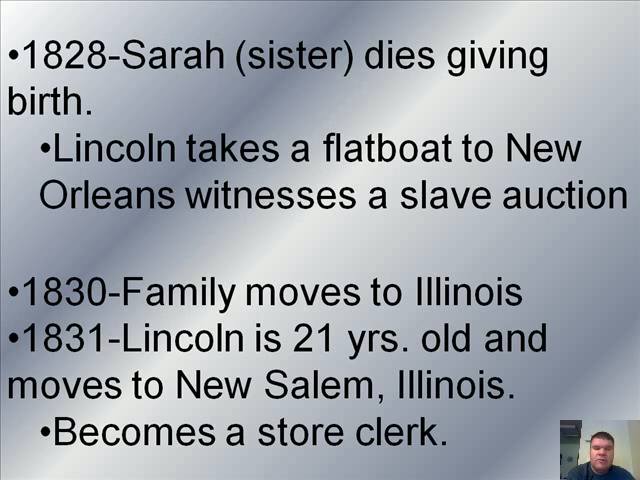 •1828-Sarah (sister) dies giving
birth.
•Lincoln takes a flatboat to New
Orleans witnesses a slave auction
•1830-Family moves to Illinois
•1831-Lincoln is 21 yrs. old and
moves to New Salem, Illinois.
•Becomes a store clerk.